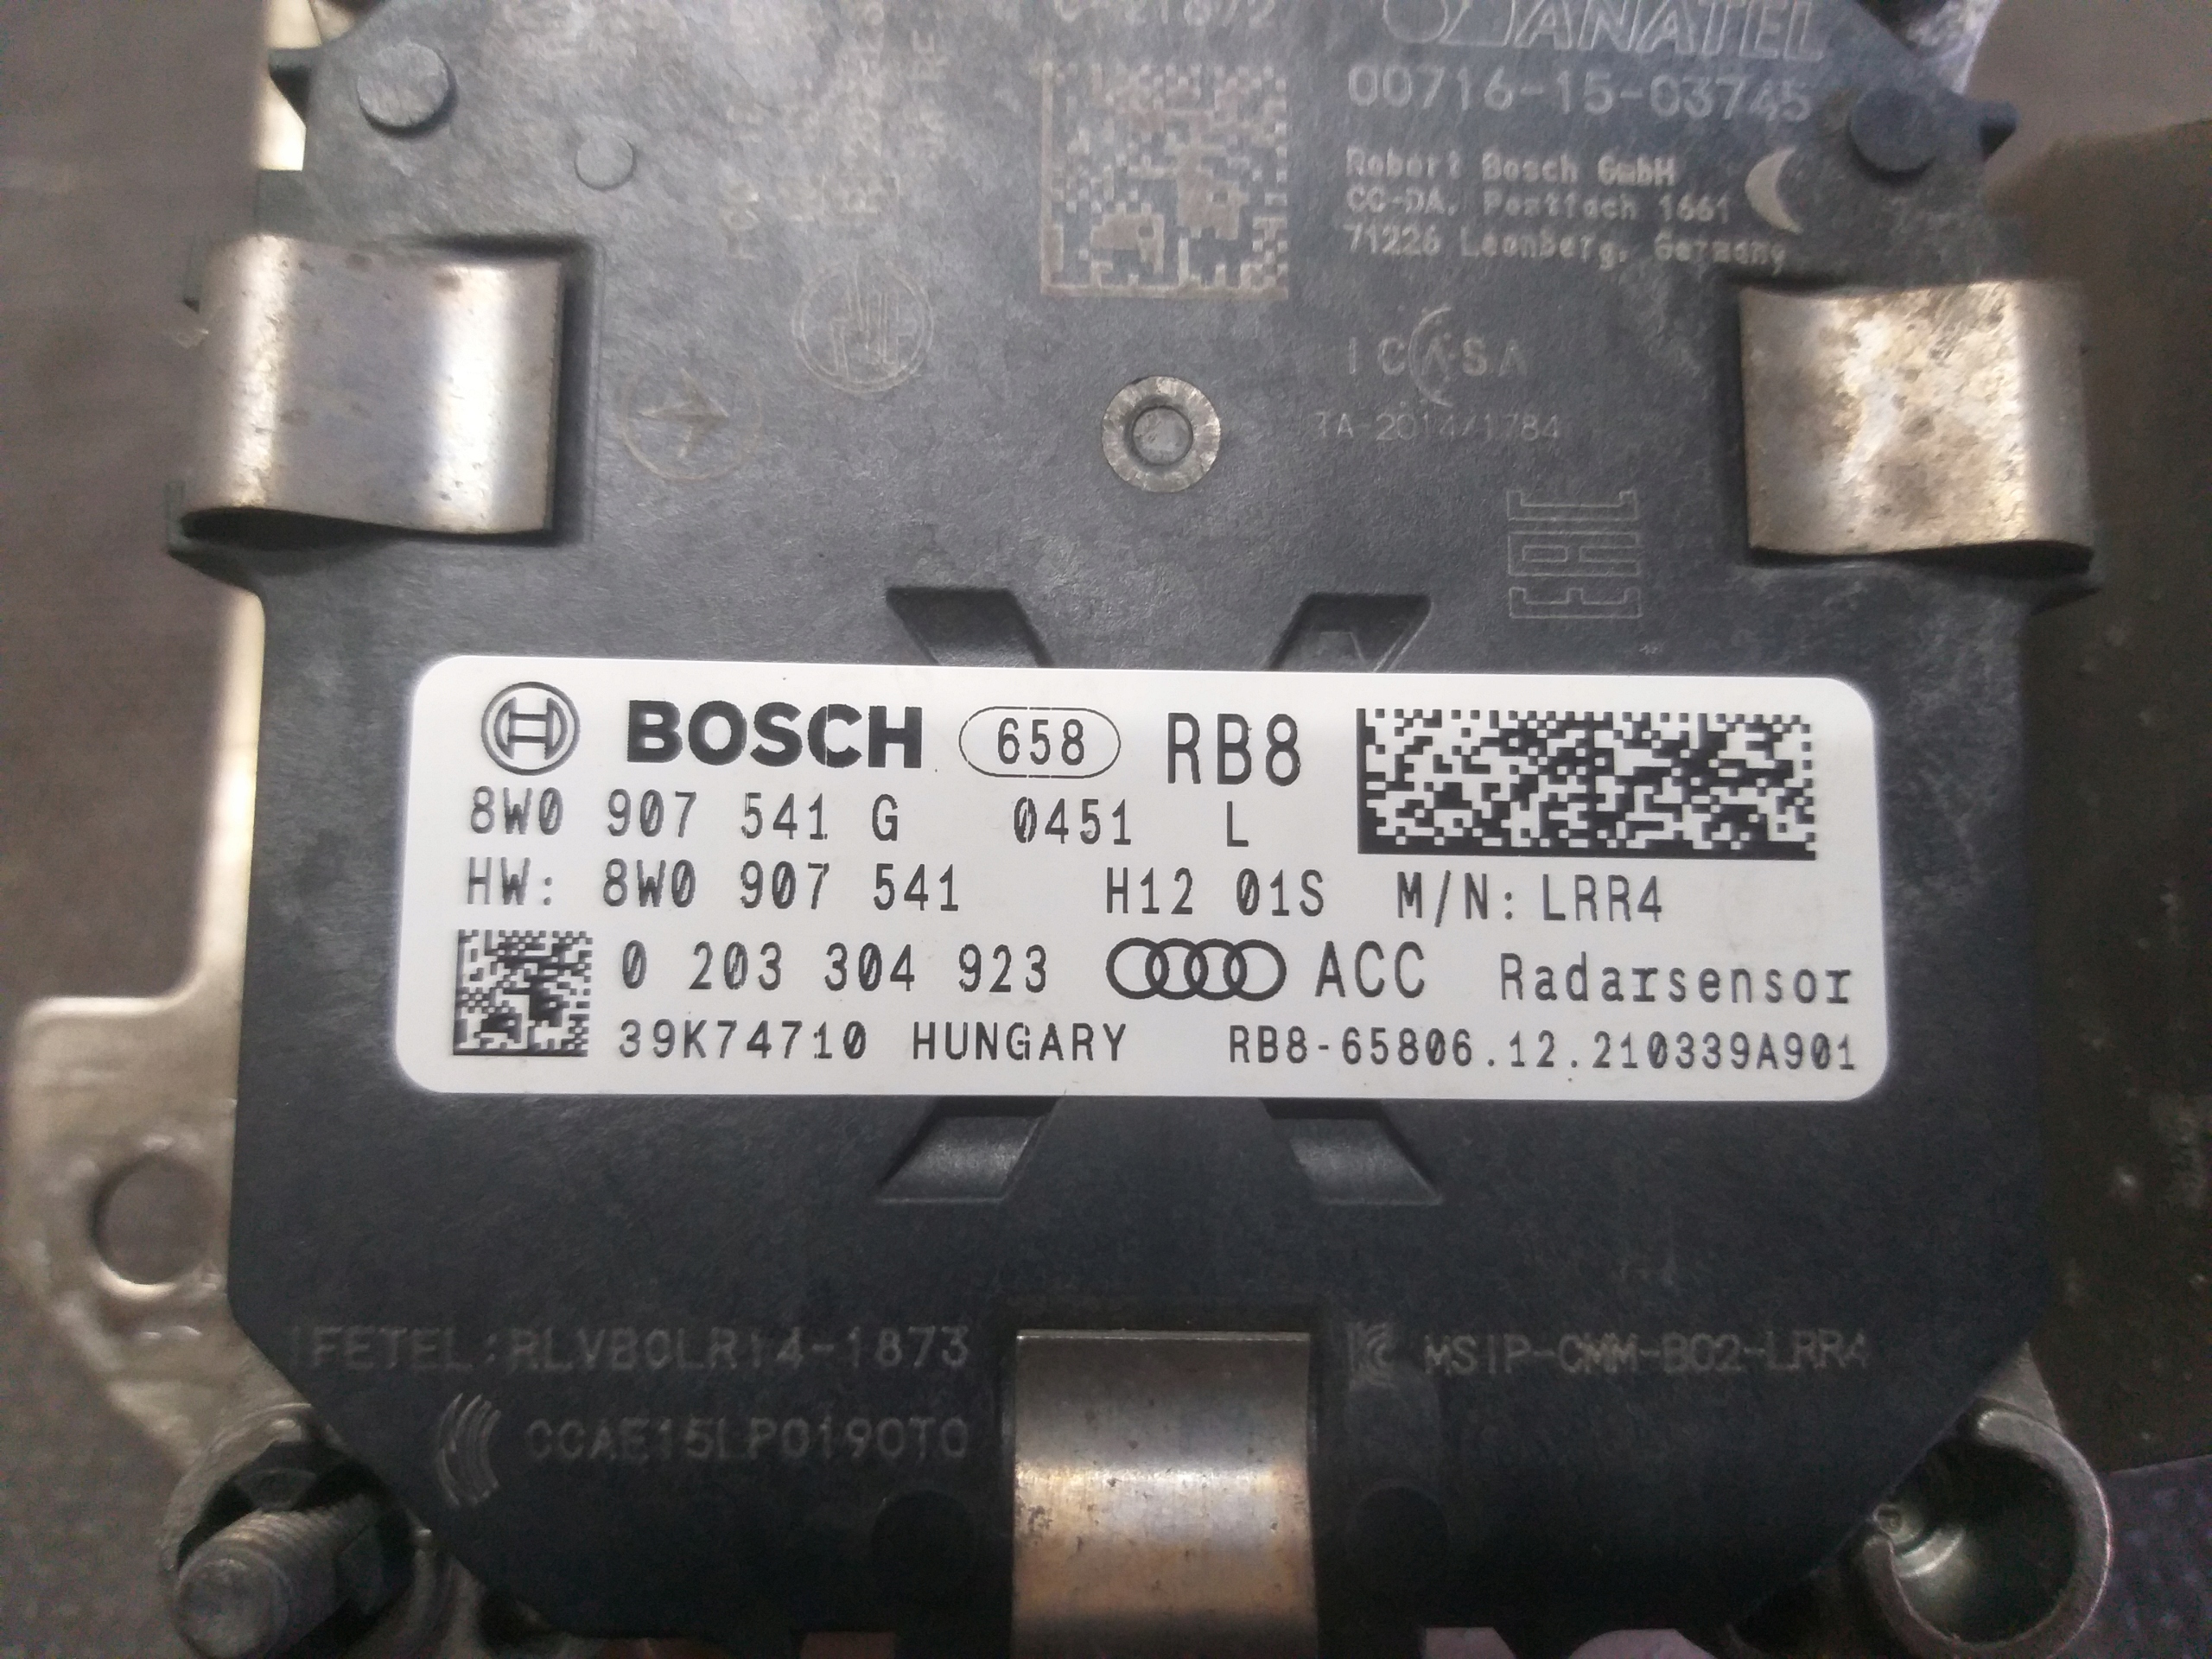 ANATEL
00716-15-03745
Robert Bosch GmbH
CC-DA, Postfach 1661
71226 Leonberg, Germany
ICASA
TA-2014/1784
EAC
BOSCH 658 RB8
8W0 907 541 G 0451 L
HW: 8W0 907 541 H12 01S M/N: LRR4
0 203 304 923 ACC Radarsensor
39K74710 HUNGARY RB8-65806.12.210339A901
IFETEL: RLVBOLR14-1873
MSIP-CMM-BO2-LRR4
CCAE15LP0190T0